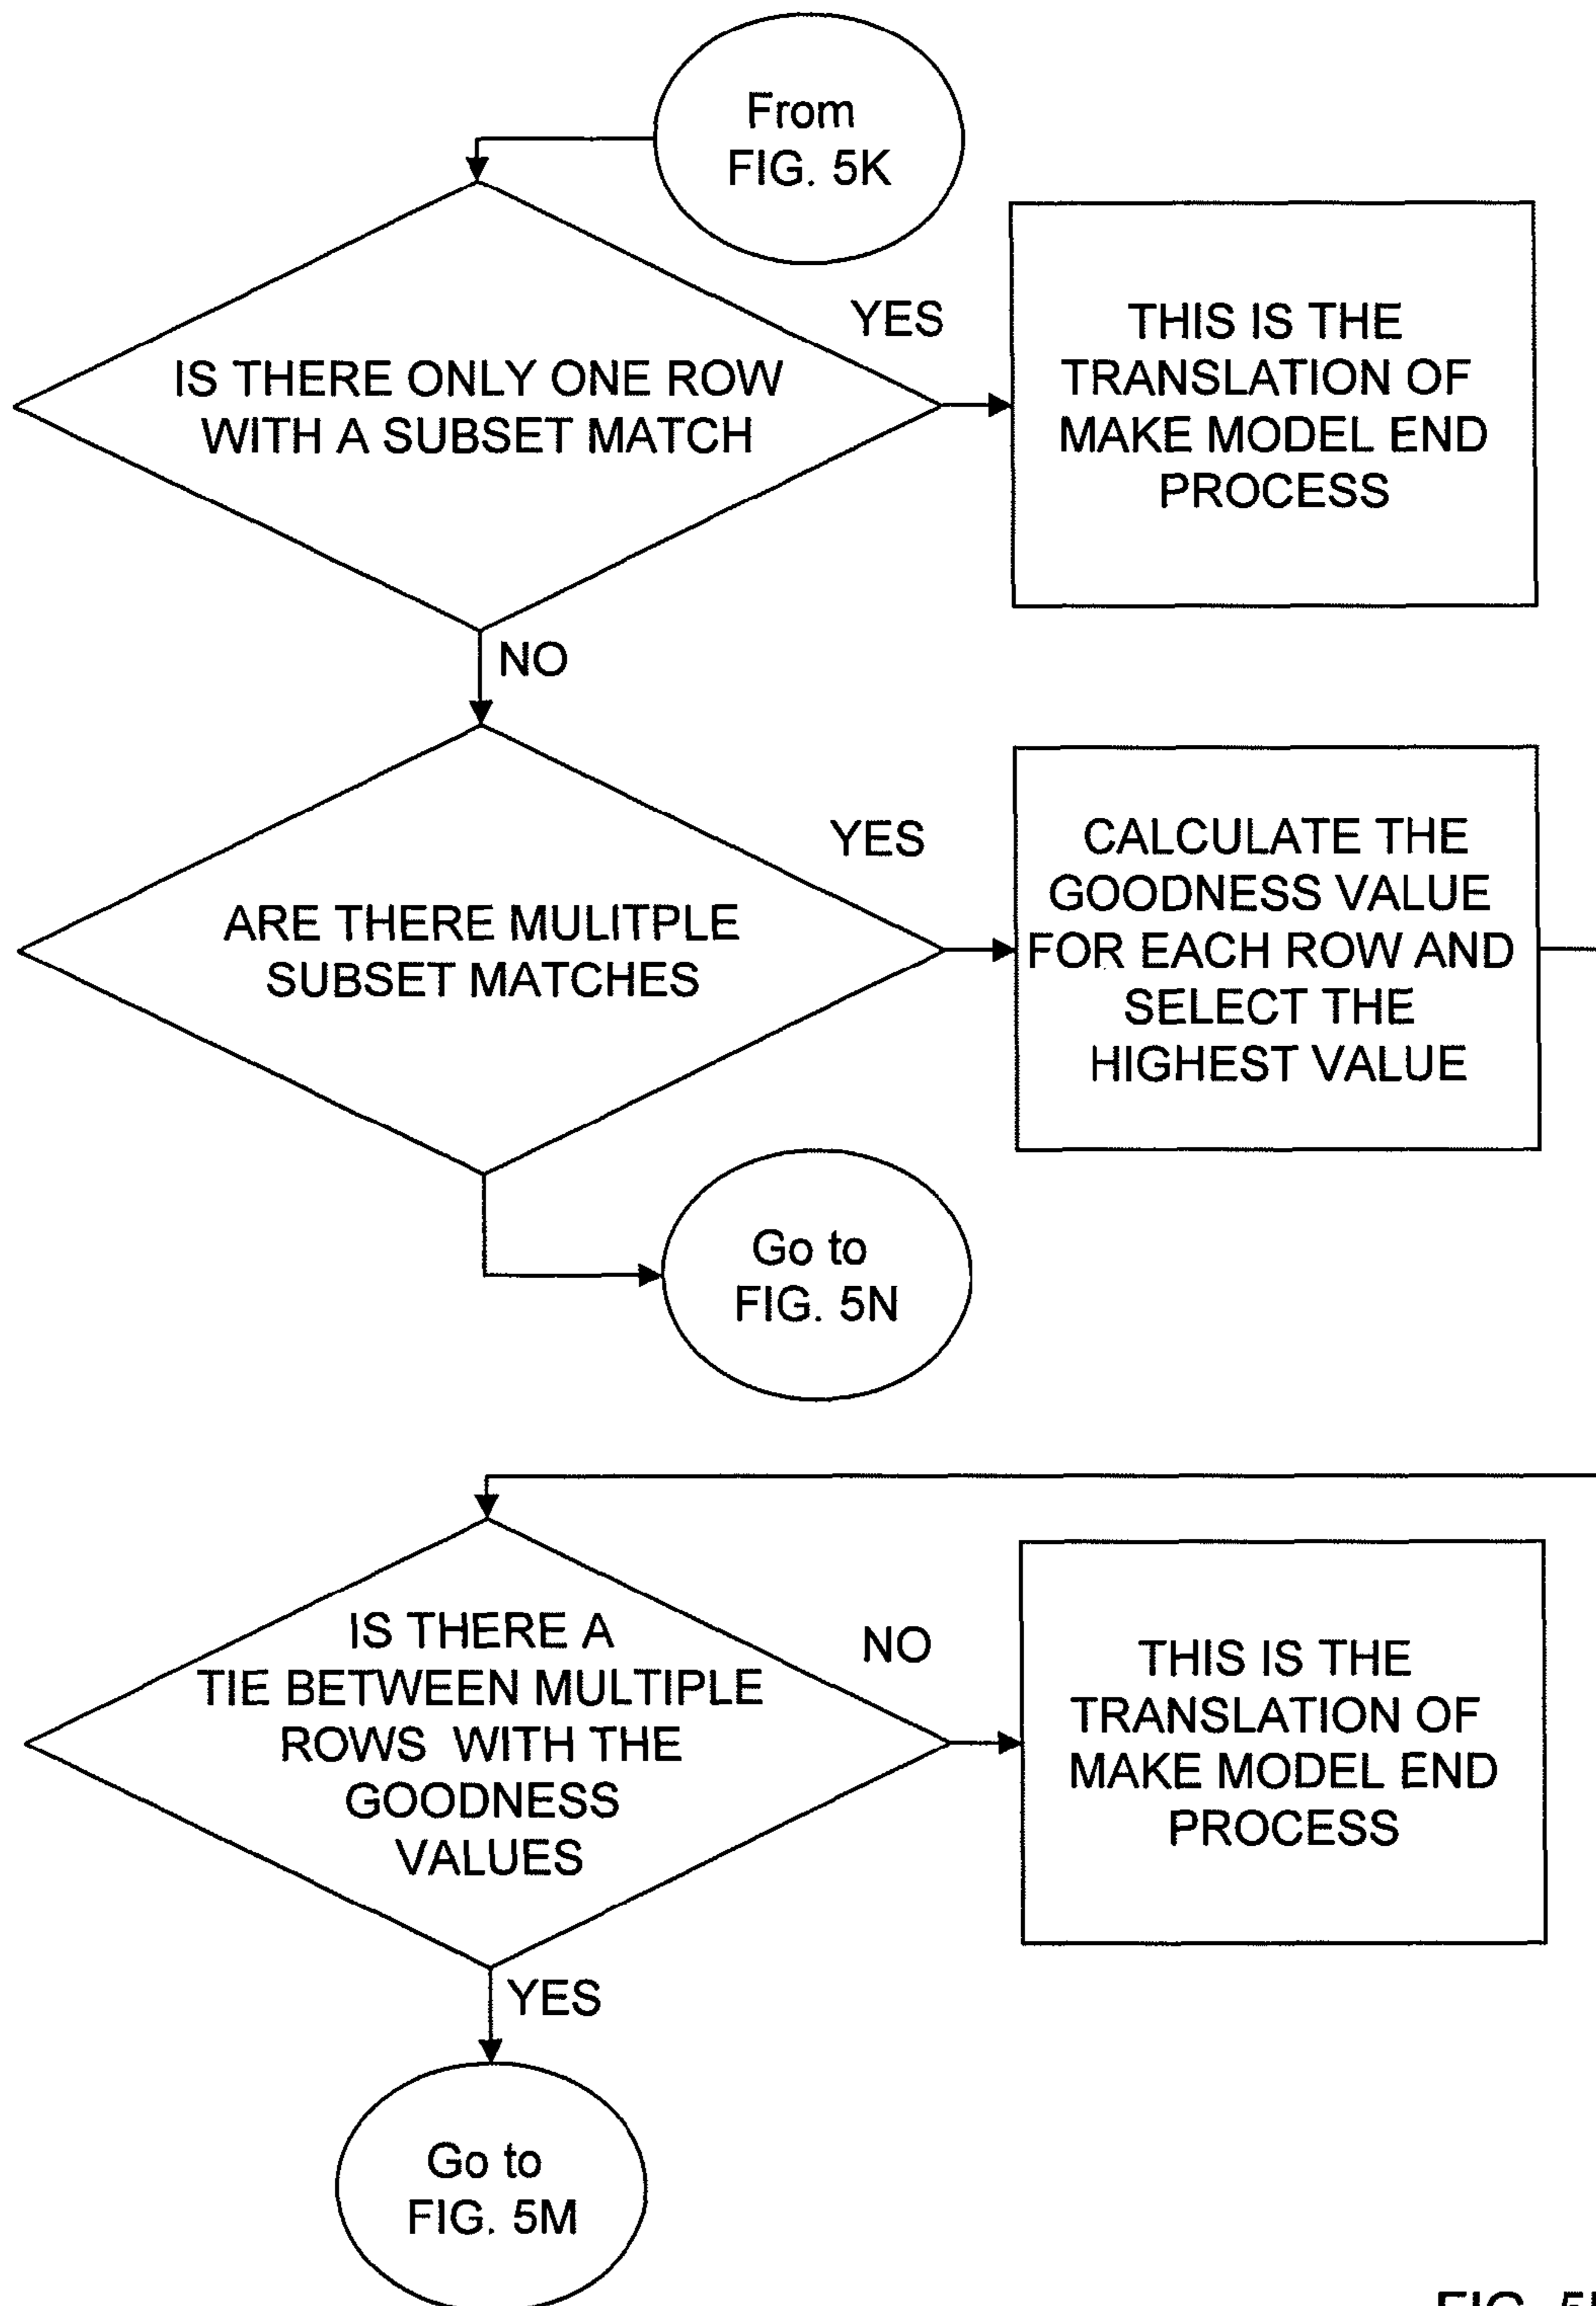 From
FIG. 5K
YES
IS THERE ONLY ONE ROW
WITH A SUBSET MATCH
THIS IS THE
TRANSLATION OF
MAKE MODEL END
PROCESS
NO
YES
ARE THERE MULITPLE
SUBSET MATCHES
CALCULATE THE
GOODNESS VALUE
FOR EACH ROW AND
SELECT THE
HIGHEST VALUE
Go to
FIG. 5N
IS THERE A
TIE BETWEEN MULTIPLE
ROWS WITH THE
GOODNESS
VALUES
NO
THIS IS THE
TRANSLATION OF
MAKE MODEL END
PROCESS
YES
Go to
FIG. 5M
FIG.